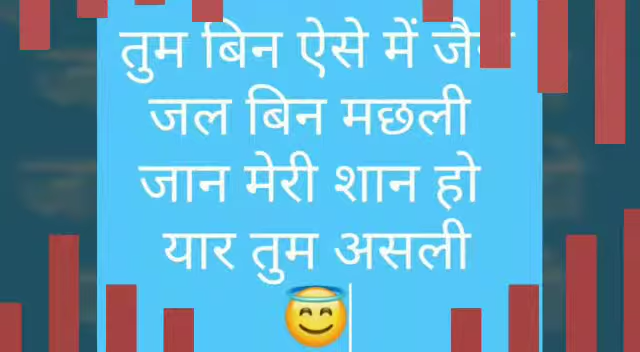 तुम बिन ऐसे में
जल बिन मछली
जान मेरी शान हो
यार तुम असली
😇